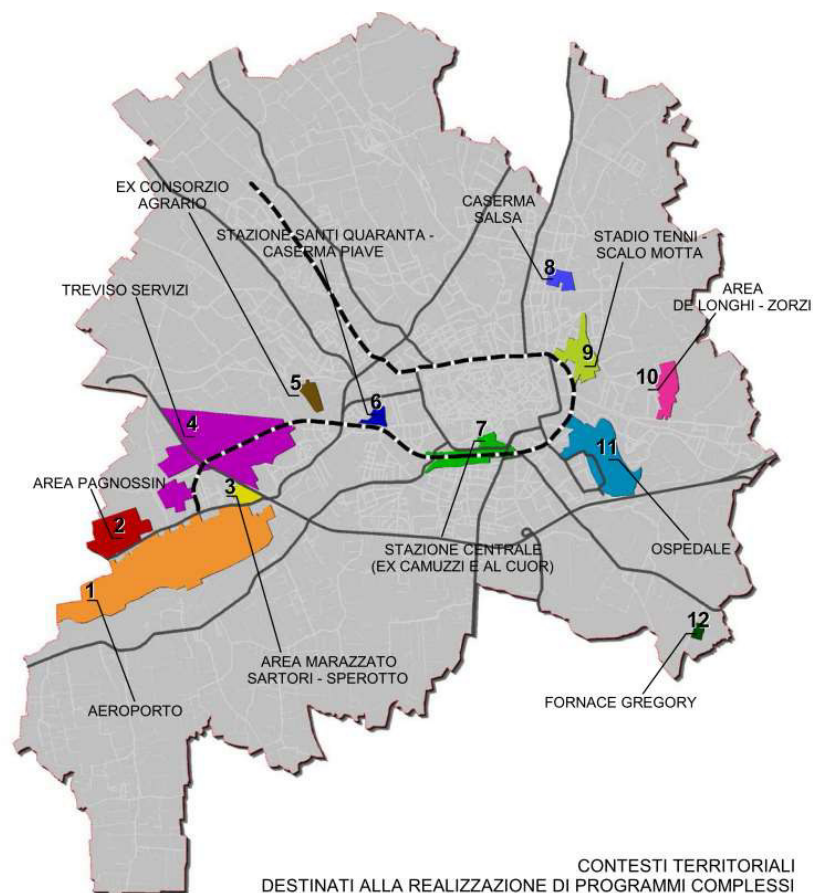 EX CONSORZIO
AGRARIO
STAZIONE SANTI QUARANTA -
CASERMA PIAVE
CASERMA
SALSA
STADIO TENNI -
SCALO MOTTA
TREVISO SERVIZI
AREA
DE LONGHI - ZORZI
8
9
5
10
6
4
7
11
AREA PAGNOSSIN
3
2
STAZIONE CENTRALE
(EX CAMUZZI E AL CUOR)
OSPEDALE
1
12
AREA MARAZZATO
SARTORI - SPEROTTO
FORNACE GREGORY
AEROPORTO
CONTESTI TERRITORIALI
DESTINATI ALLA REALIZZAZIONE DI PROGRAMMI COMPLESSI